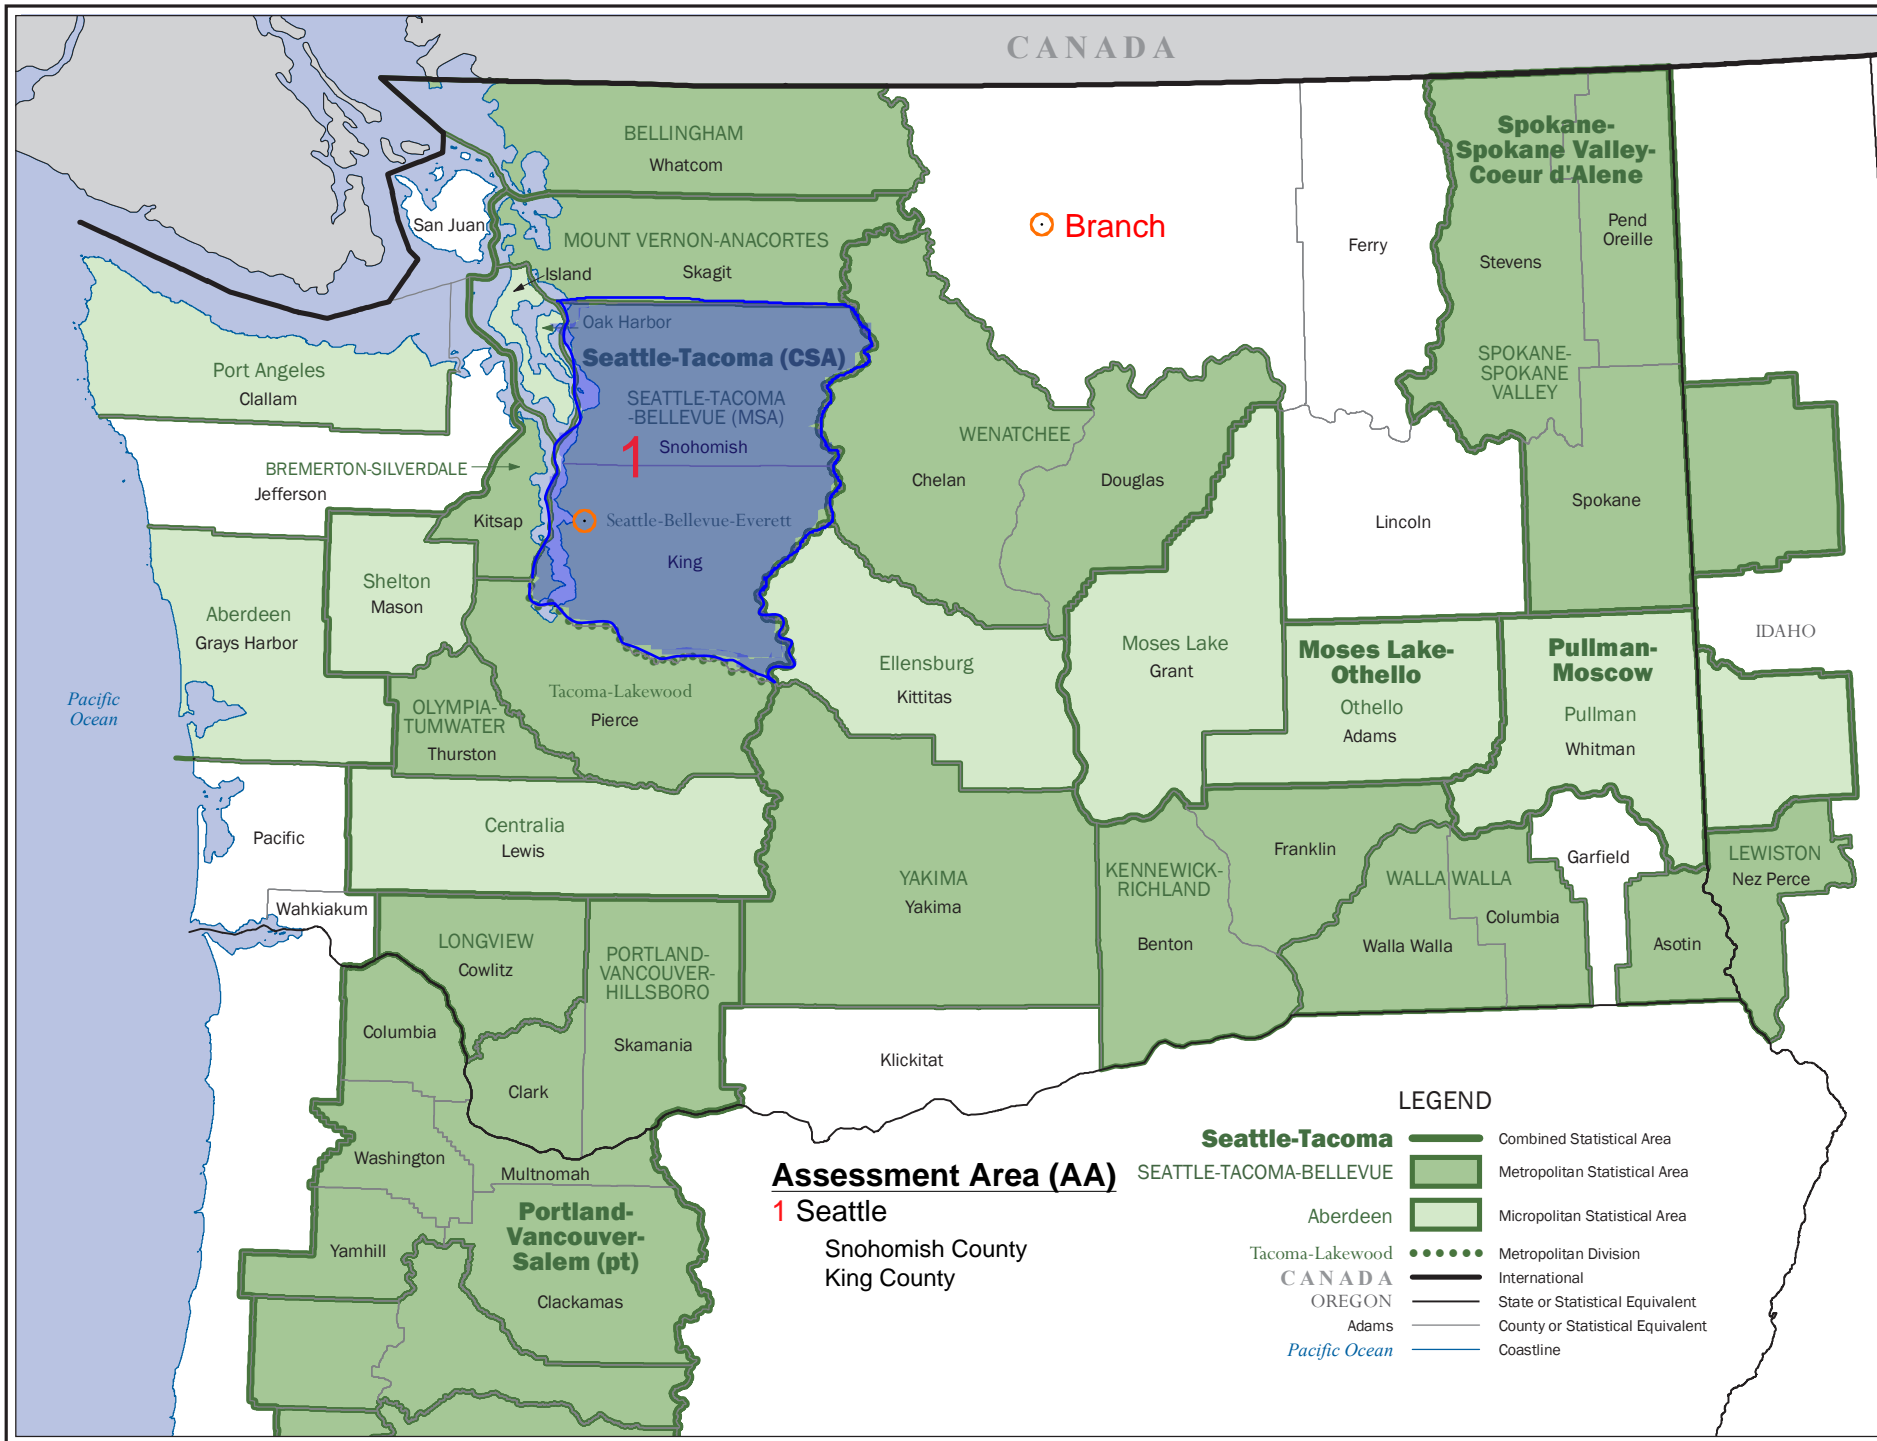 CANADA
BELLINGHAM
Whatcom
San Juan
MOUNT VERNON-ANACORTES
Skagit
Island
Oak Harbor
Branch
Ferry
Spokane-
Spokane Valley-
Coeur d'Alene
Pend
Oreille
Stevens
SPOKANE-
SPOKANE
VALLEY
Spokane
Port Angeles
Clallam
Seattle-Tacoma (CSA)
SEATTLE-TACOMA
-BELLEVUE (MSA)
1
Snohomish
Seattle-Bellevue-Everett
King
BREMERTON-SILVERDALE
Jefferson
Kitsap
WENATCHEE
Chelan
Douglas
Lincoln
Shelton
Mason
Aberdeen
Grays Harbor
Pacific
Ocean
OLYMPIA-
TUMWATER
Thurston
Tacoma-Lakewood
Pierce
Ellensburg
Kittitas
Moses Lake
Grant
Moses Lake-
Othello
Othello
Adams
Pullman-
Moscow
Pullman
Whitman
IDAHO
Pacific
Centralia
Lewis
Wahkiakum
YAKIMA
Yakima
KENNEWICK-
RICHLAND
Benton
Franklin
WALLA WALLA
Walla Walla
Columbia
Garfield
Asotin
LEWISTON
Nez Perce
LONGVIEW
Cowlitz
PORTLAND-
VANCOUVER-
HILLSBORO
Skamania
Columbia
Clark
Klickitat
Washington
Multnomah
Yamhill
Portland-
Vancouver-
Salem (pt)
Clackamas
Assessment Area (AA)
1 Seattle
Snohomish County
King County
LEGEND
Seattle-Tacoma Combined Statistical Area
SEATTLE-TACOMA-BELLEVUE Metropolitan Statistical Area
Aberdeen Micropolitan Statistical Area
Tacoma-Lakewood Metropolitan Division
CANADA International
OREGON State or Statistical Equivalent
Adams County or Statistical Equivalent
Pacific Ocean Coastline